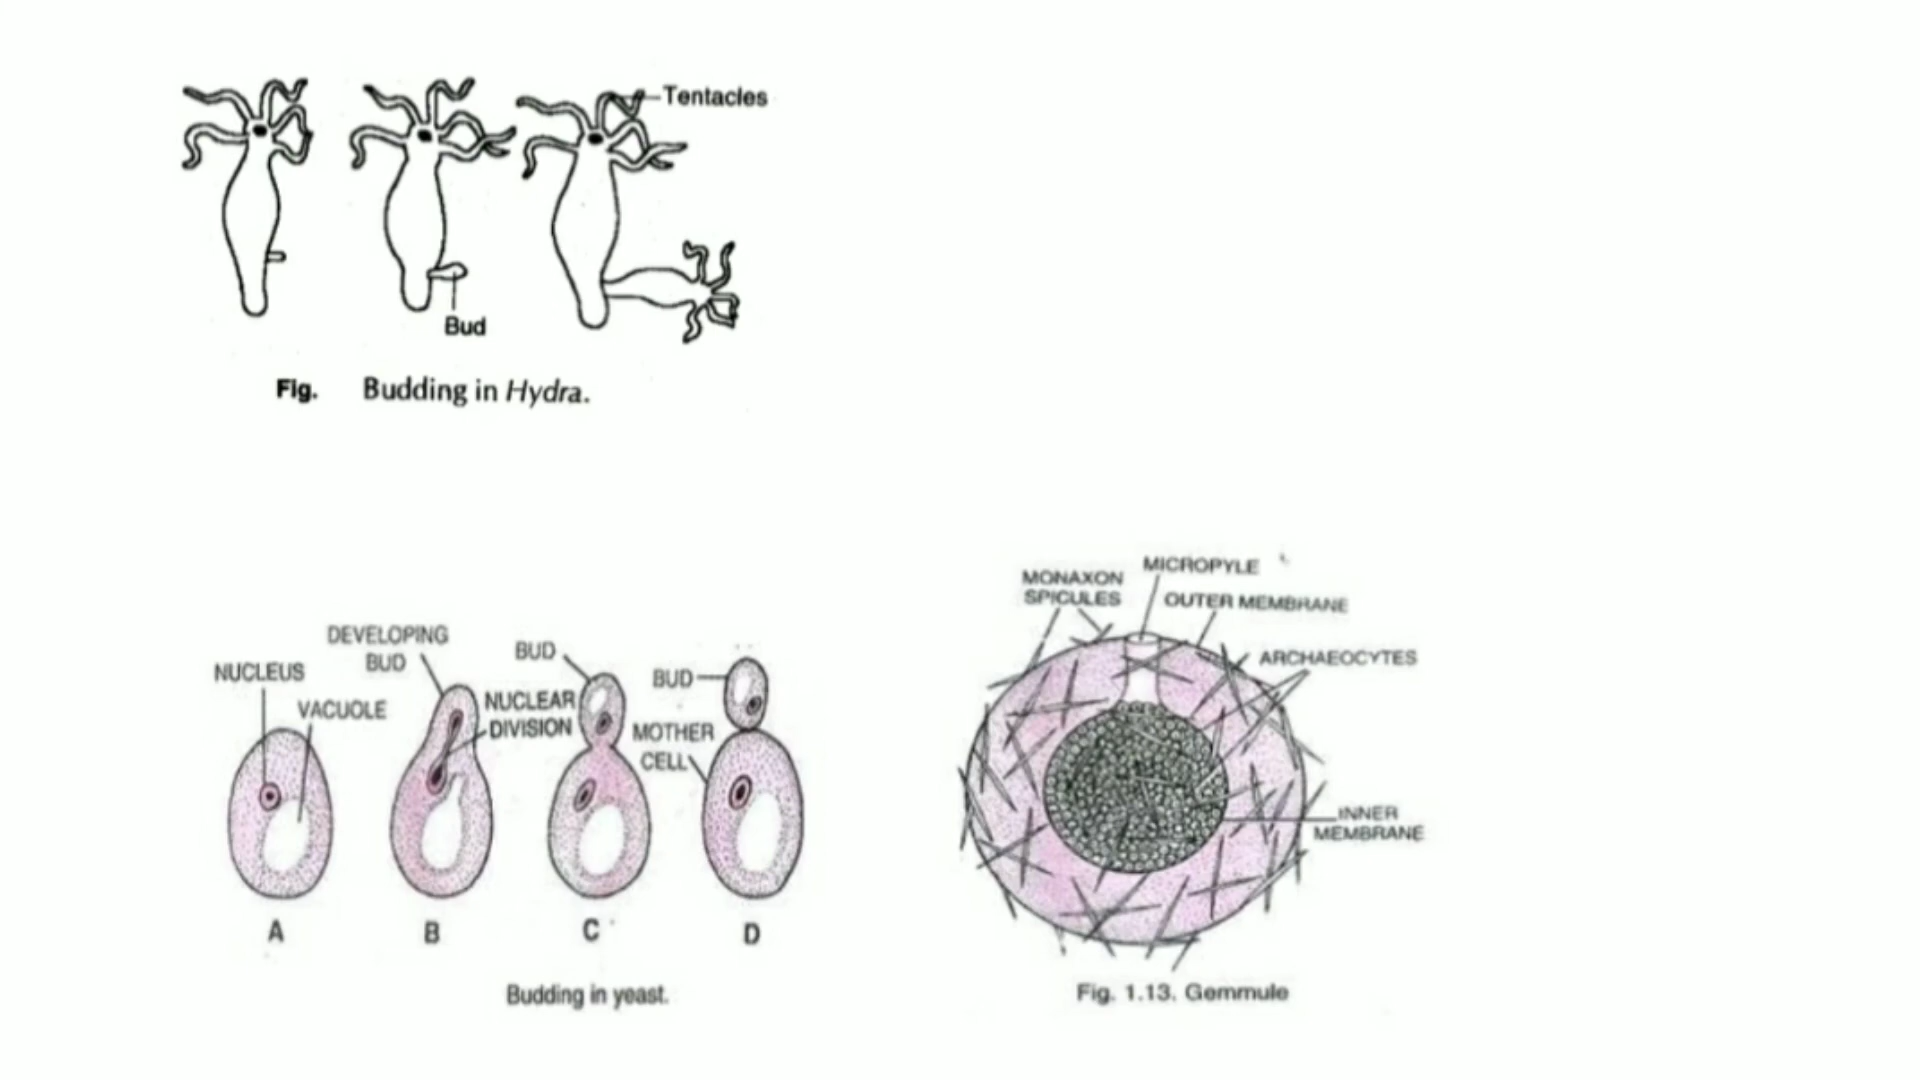 Tentacles
Bud
Fig. Budding in Hydra.
DEVELOPING
BUD
NUCLEUS
VACUOLE
NUCLEAR
DIVISION
BUD
BUD
MOTHER
CELL
A
B
C
D
Budding in yeast.
MONAXON
SPICULES
MICROPYLE
OUTER MEMBRANE
ARCHAEOCYTES
INNER
MEMBRANE
Fig. 1.13. Gemmule